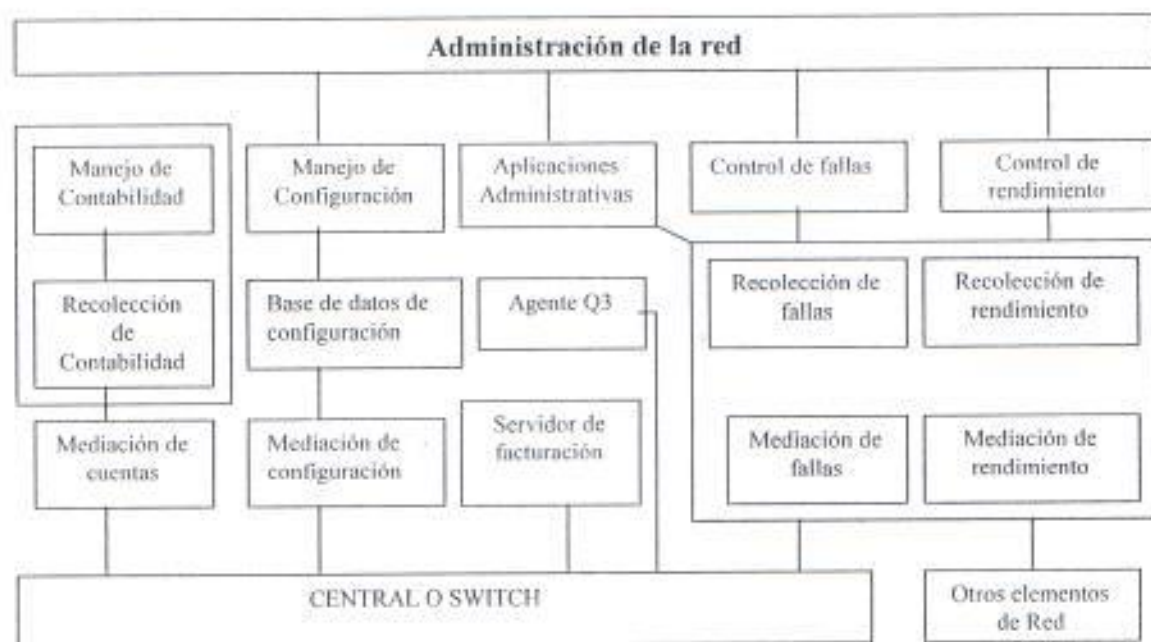 Administración de la red
Manejo de
Contabilidad
Manejo de
Configuración
Aplicaciones
Administrativas
Control de fallas
Control de
rendimiento
Recolección
de
Contabilidad
Base de datos de
configuración
Agente Q3
Recolección de
fallas
Recolección de
rendimiento
Mediación de
cuentas
Mediación de
configuración
Servidor de
facturación
Mediación de
fallas
Mediación de
rendimiento
CENTRAL O SWITCH
Otros elementos
de Red